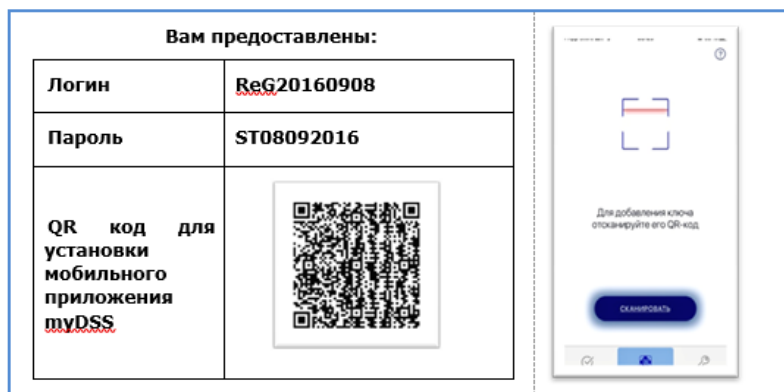 Вам предоставлены:
Логин
ReG20160908
Пароль
ST08092016
QR код для
установки
мобильного
приложения
myDSS
Для добавления ключа
отсканируйте его QR-код
СКАНИРОВАТЬ